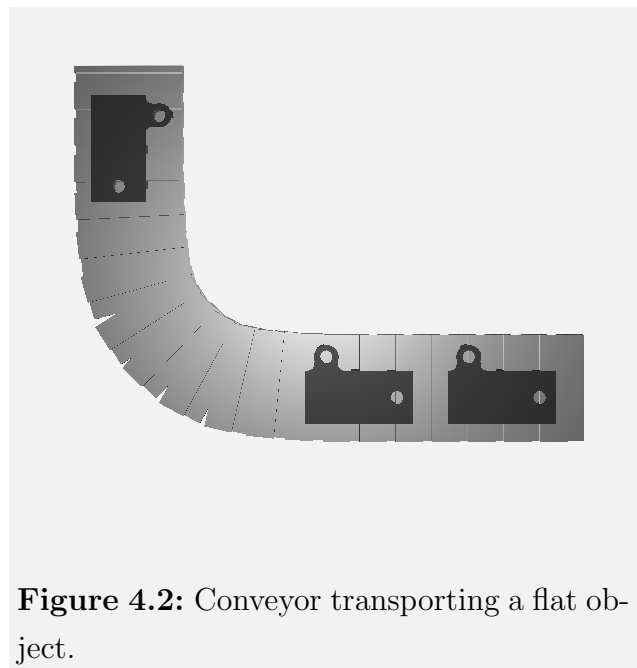 Figure 4.2: Conveyor transporting a flat ob-
ject.